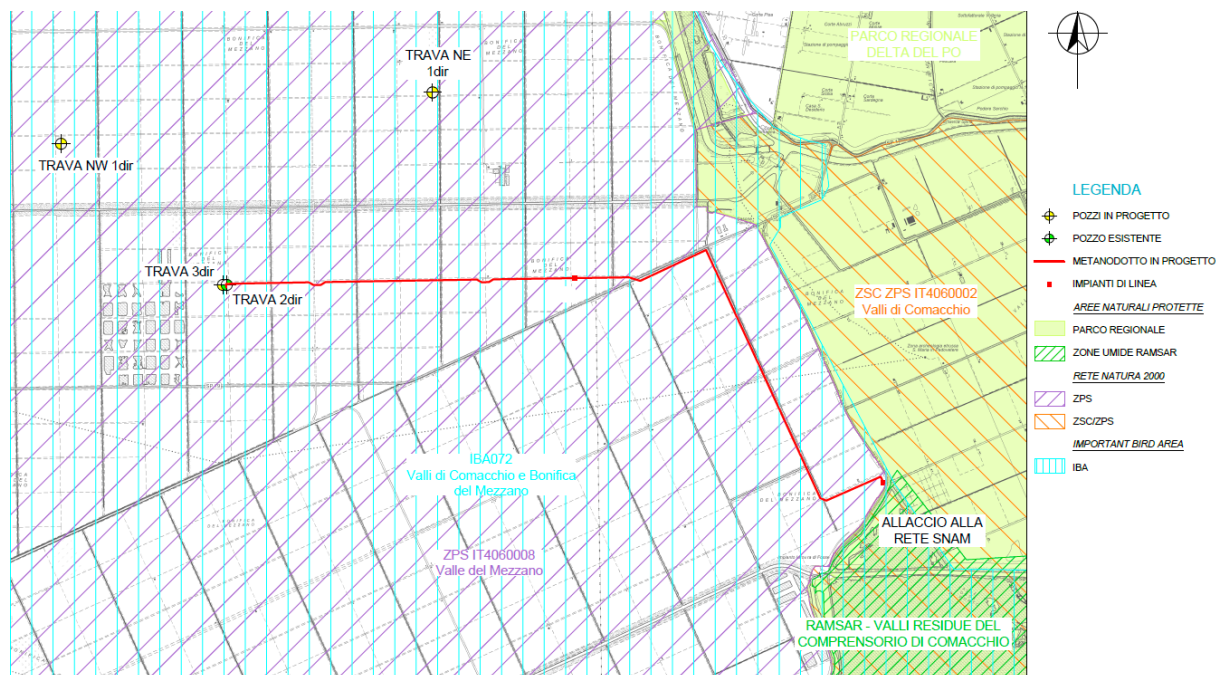 PARCO REGIONALE
DELTA DEL PO
TRAVA NE
1dir
TRAVA NW 1dir
TRAVA 3dir
TRAVA 2dir
ZSC ZPS IT4060002
Valli di Comacchio
IBA072
Valli di Comacchio e Bonifica
del Mezzano
ZPS IT4060008
Valle del Mezzano
ALLACCIO ALLA
RETE SNAM
RAMSAR - VALLI RESIDUE DEL
COMPRENSORIO DI COMACCHIO
LEGENDA
POZZI IN PROGETTO
POZZO ESISTENTE
METANODOTTO IN PROGETTO
IMPIANTI DI LINEA
AREE NATURALI PROTETTE
PARCO REGIONALE
ZONE UMIDE RAMSAR
RETE NATURA 2000
ZPS
ZSC/ZPS
IMPORTANT BIRD AREA
IBA